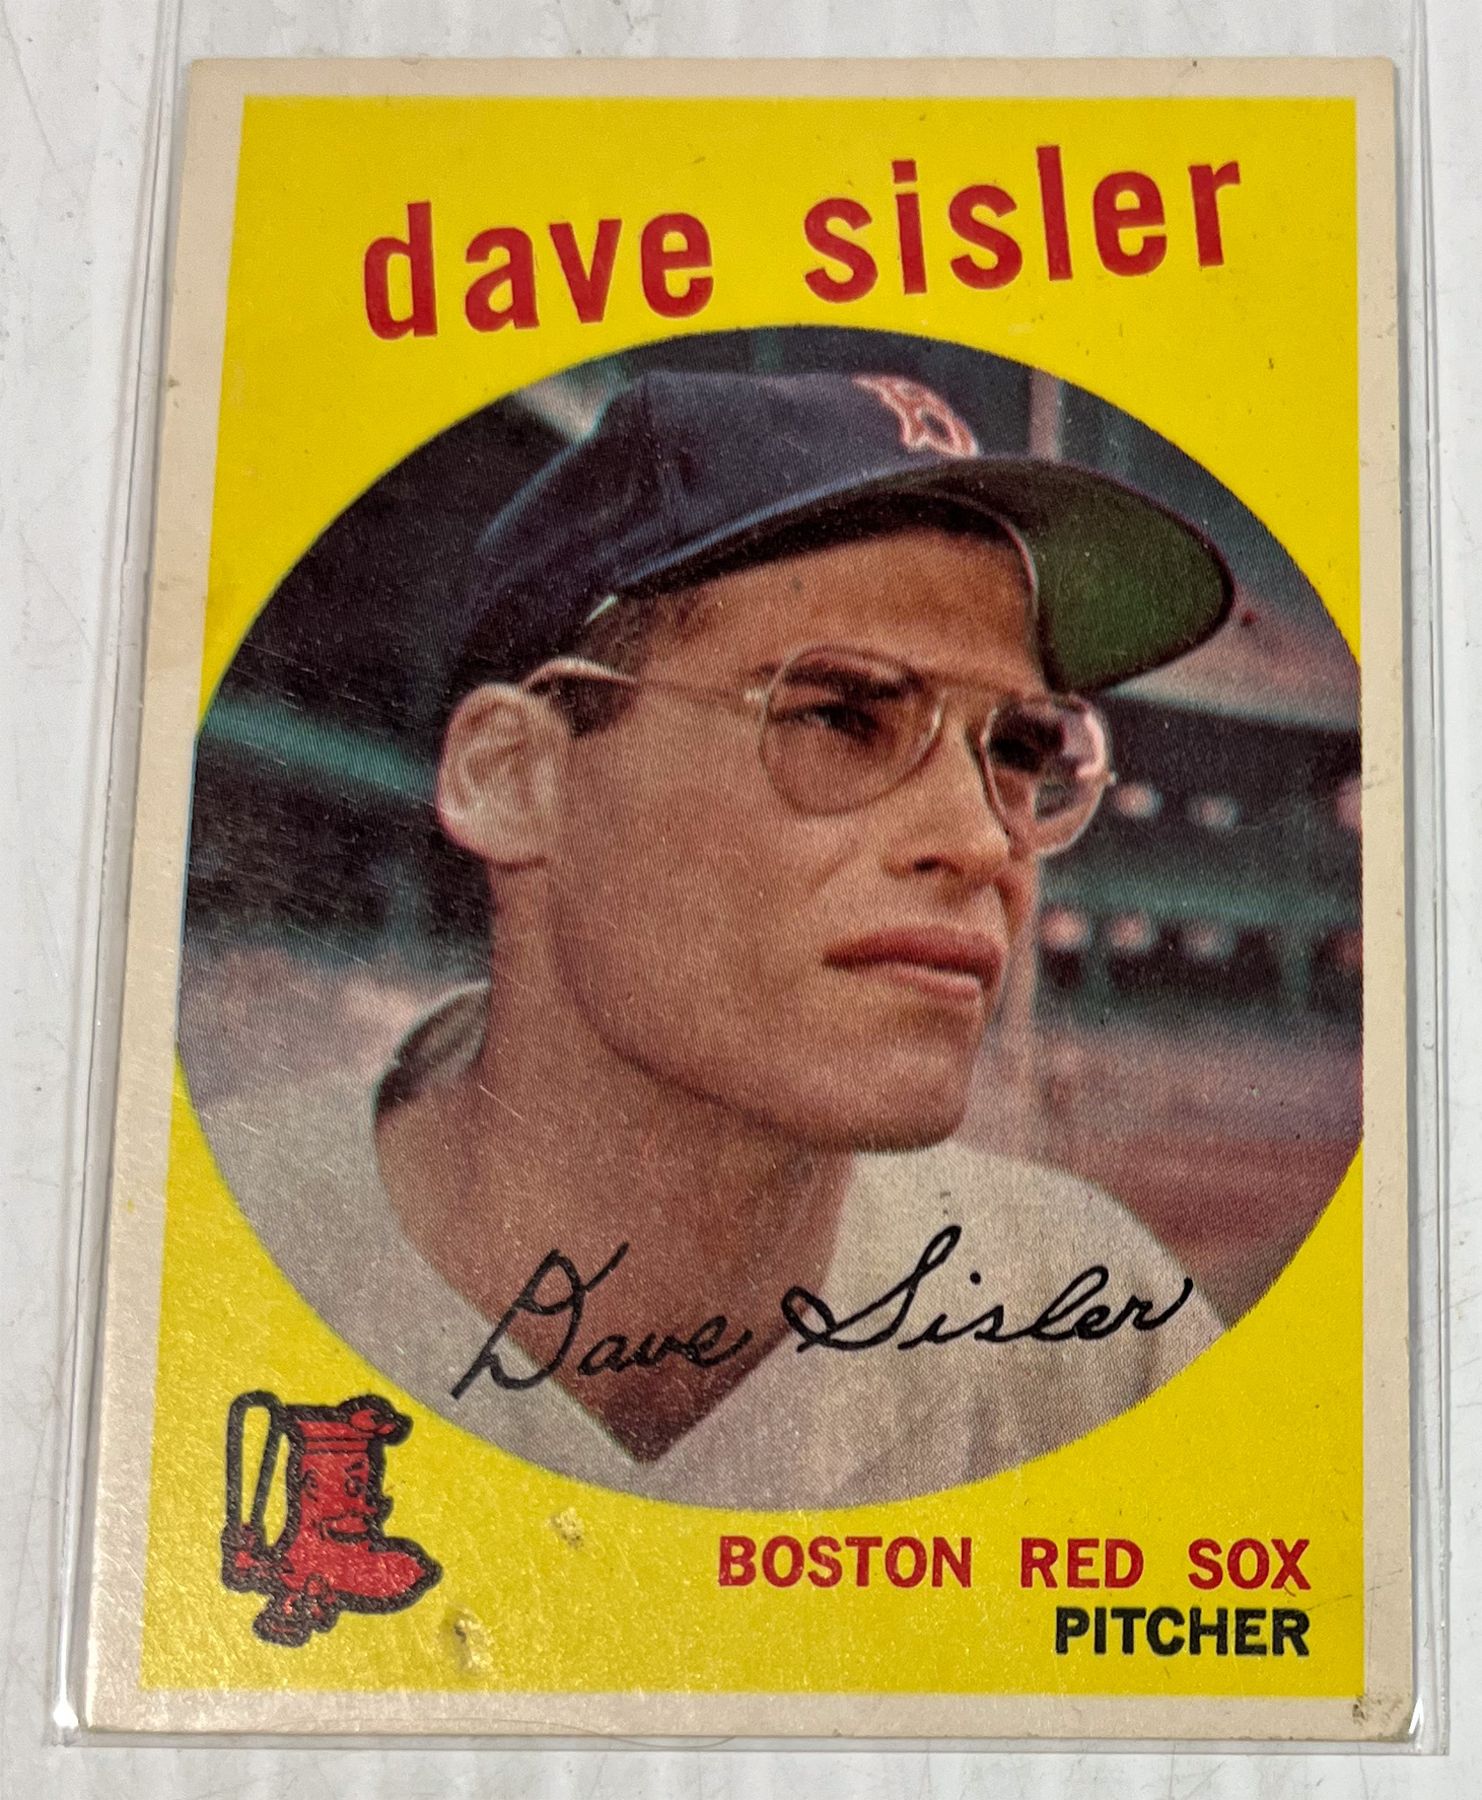 dave sisler
B
Dave Sisler
BOSTON RED SOX
PITCHER